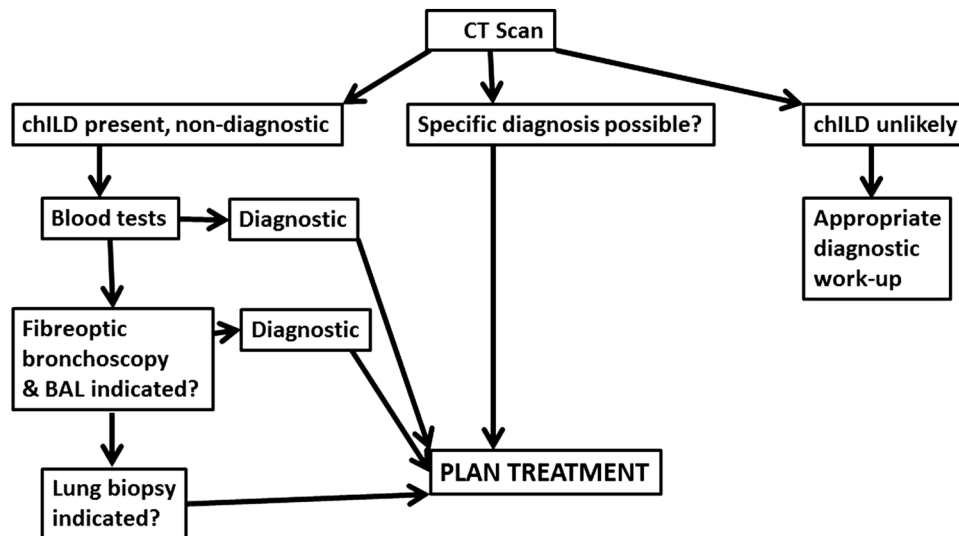 CT Scan
chILD present, non-diagnostic
Specific diagnosis possible?
chILD unlikely
Blood tests
Diagnostic
Appropriate
diagnostic
work-up
Fibreoptic
bronchoscopy
& BAL indicated?
Diagnostic
Lung biopsy
indicated?
PLAN TREATMENT